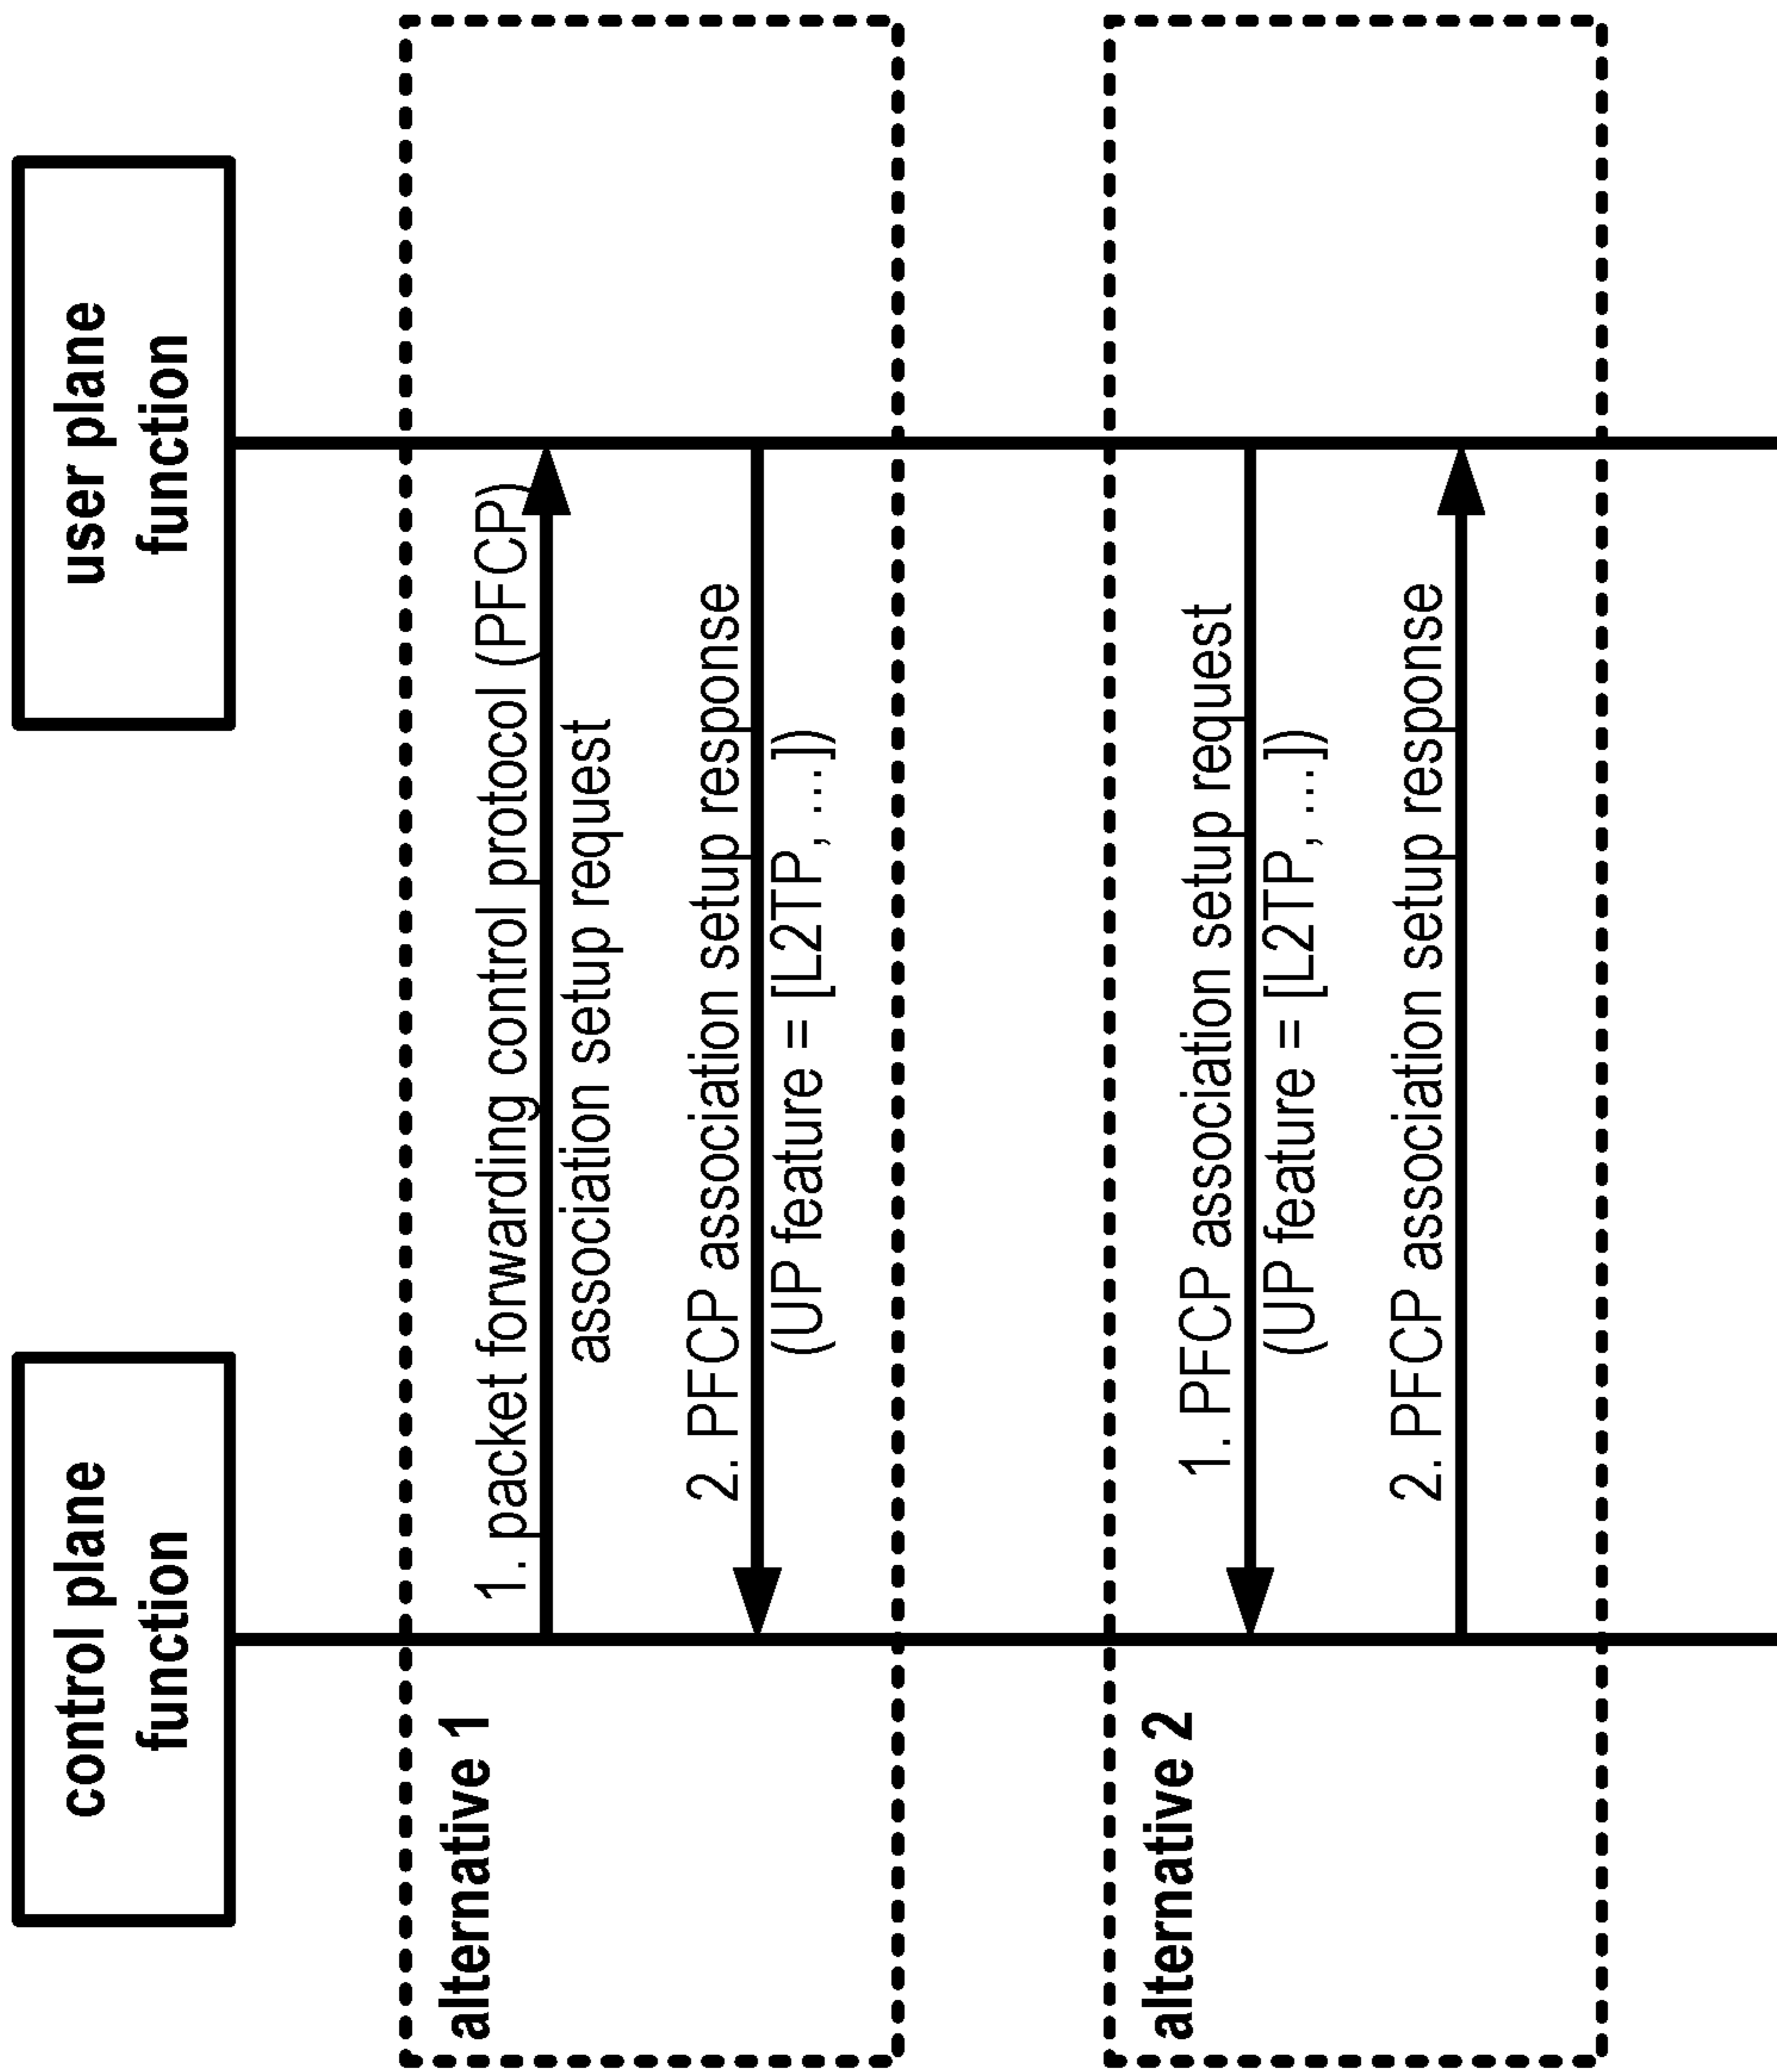 control plane
function
user plane
function
alternative 1
1. packet forwarding control protocol (PFCP)
association setup request
2. PFCP association setup response
(UP feature = [L2TP, ...])
alternative 2
1. PFCP association setup request
(UP feature = [L2TP, ...])
2. PFCP association setup response